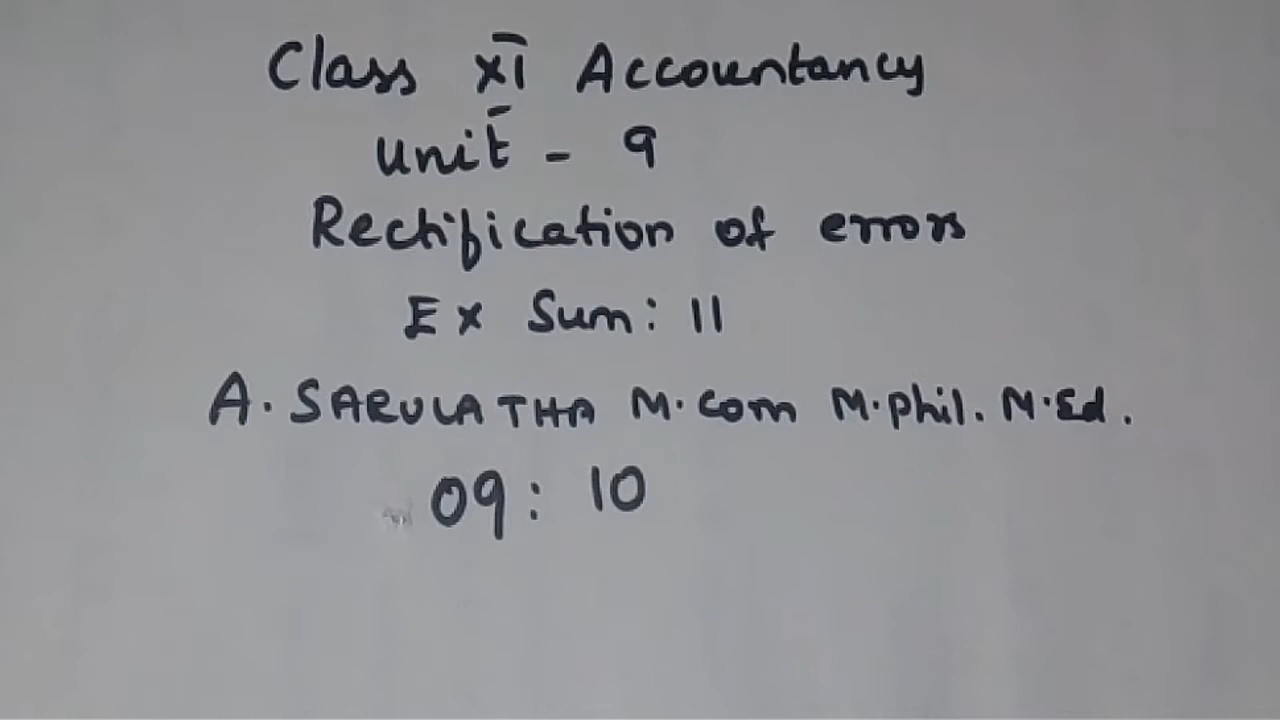 Class XI Accountancy
Unit - 9
Rectification of errors
Ex Sum: 11
A. SARULATHA M.Com M.Phil. M.Ed.
09: 10